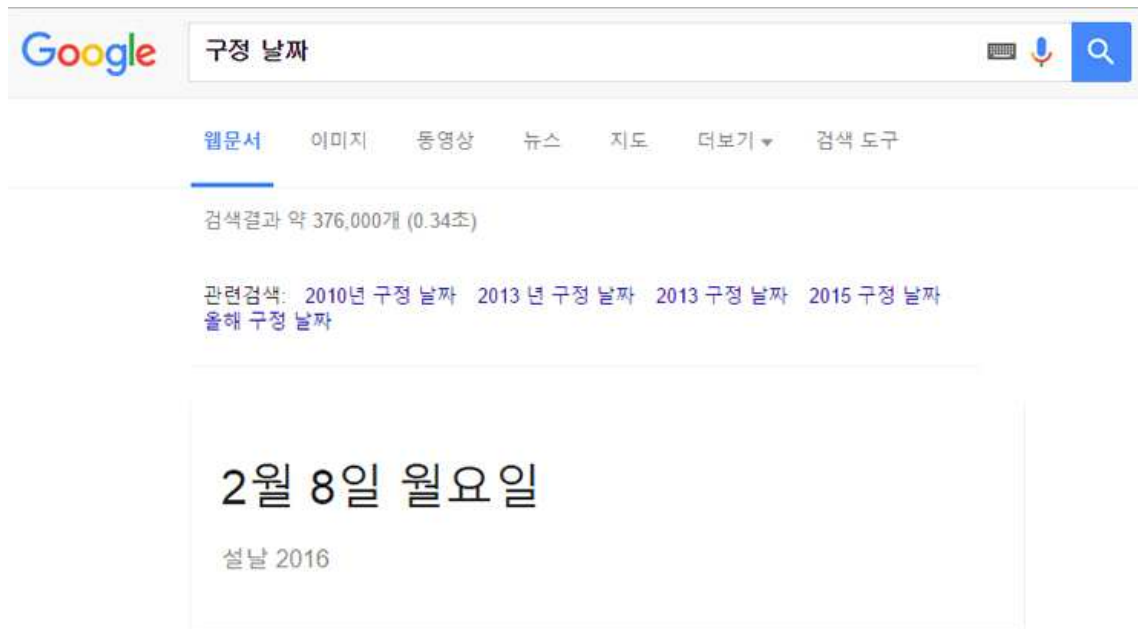 Google 구정 날짜
웹문서 이미지 동영상 뉴스 지도 더보기 검색 도구
검색결과 약 376,000개 (0.34초)
관련검색: 2010년 구정 날짜 2013 년 구정 날짜 2013 구정 날짜 2015 구정 날짜
올해 구정 날짜
2월 8일 월요일
설날 2016